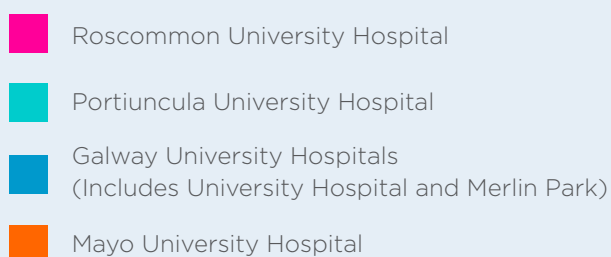 Roscommon University Hospital
Portiuncula University Hospital
Galway University Hospitals
(Includes University Hospital and Merlin Park)
Mayo University Hospital